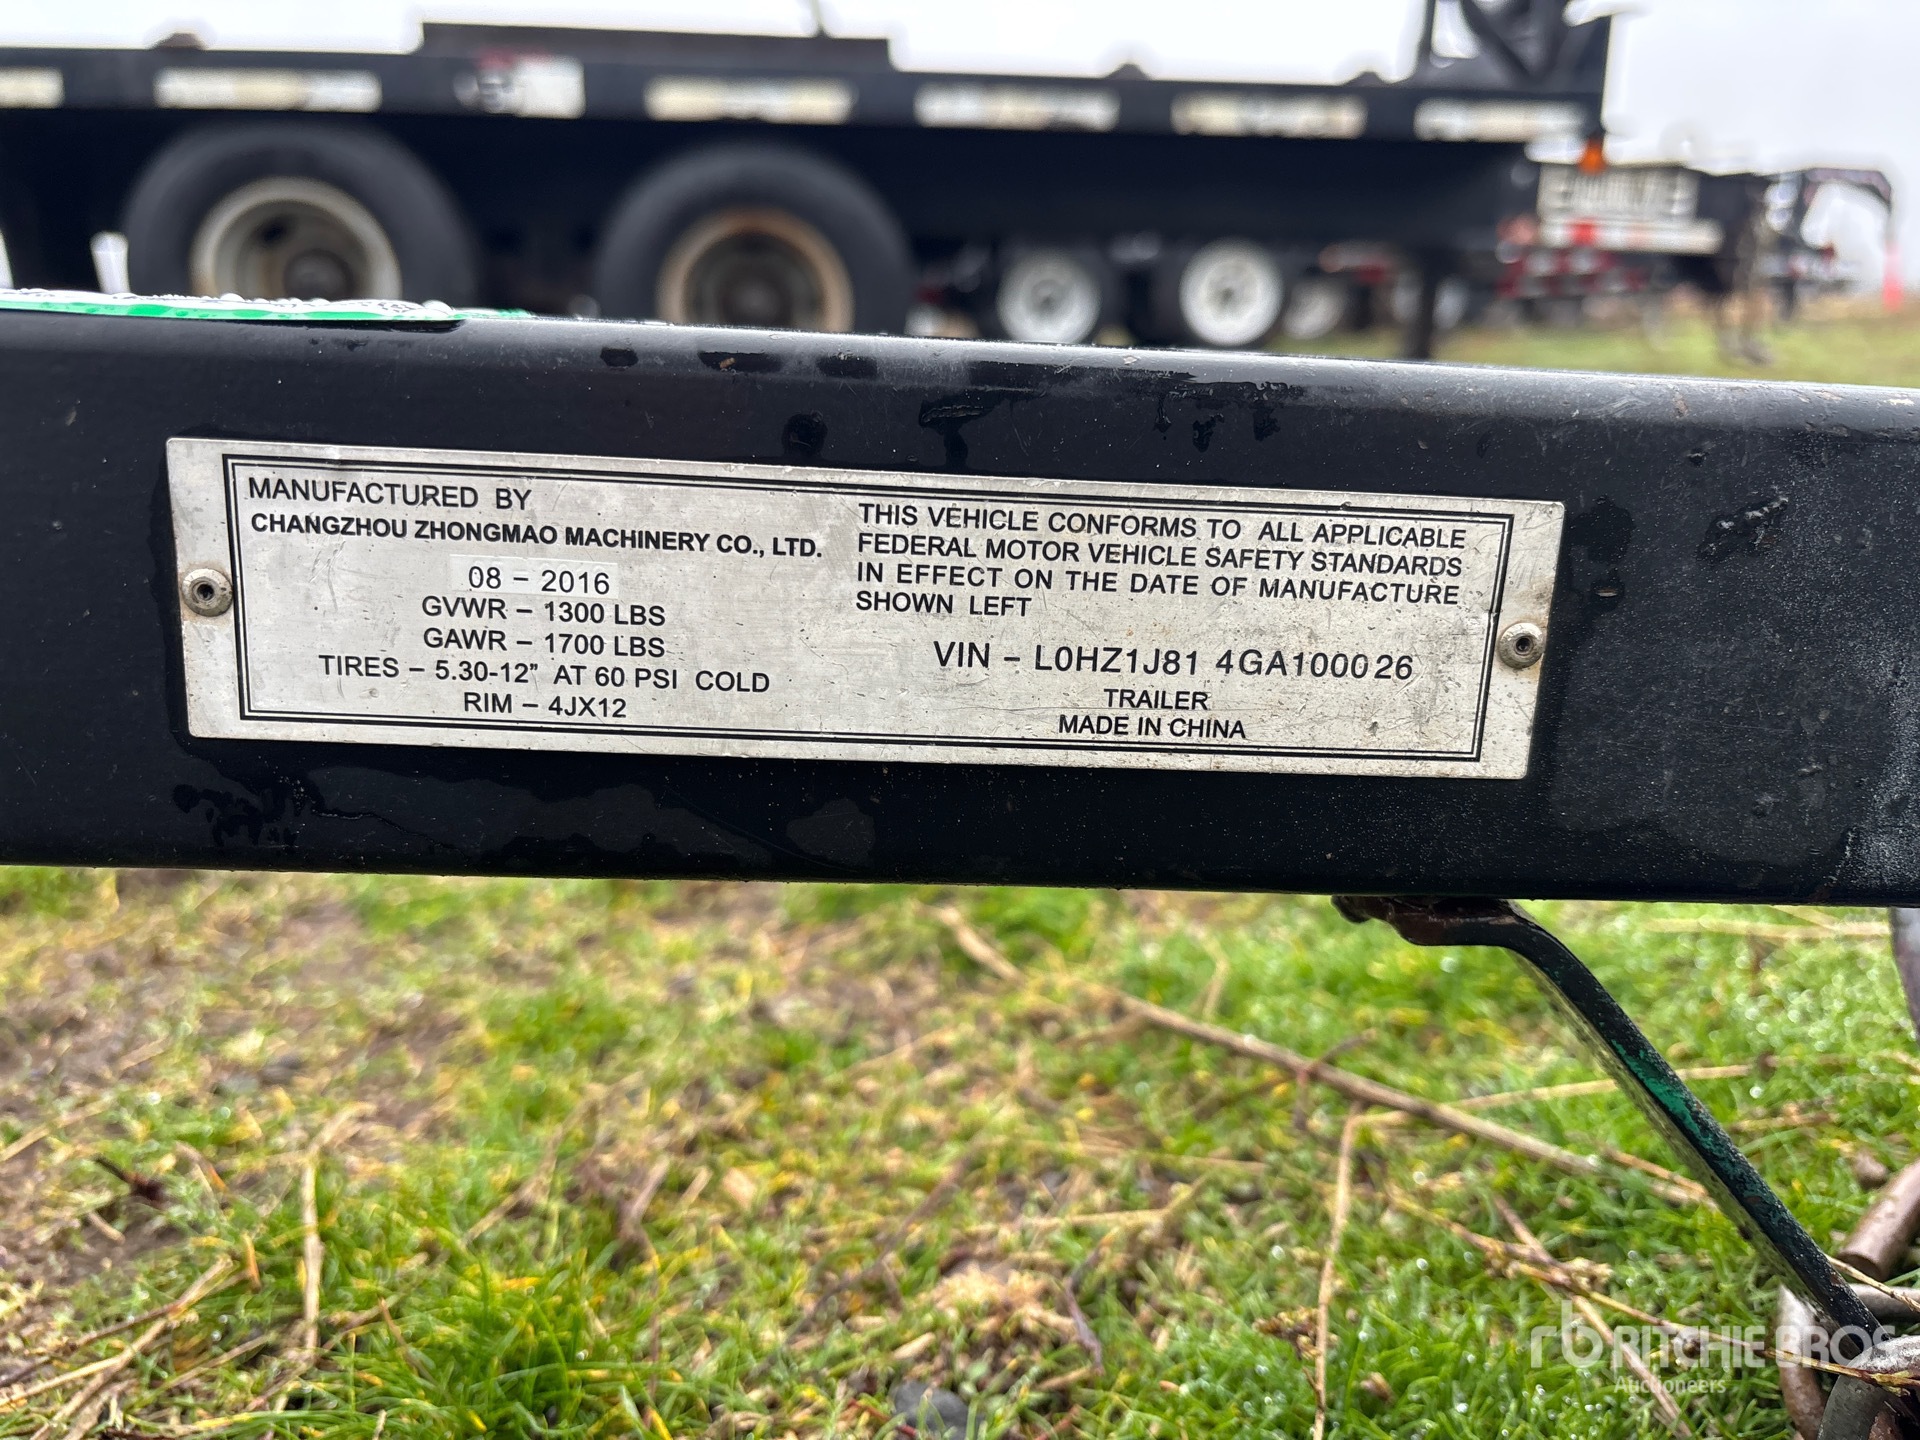 MANUFACTURED BY
CHANGZHOU ZHONGMAO MACHINERY CO., LTD.
08 – 2016
GVWR – 1300 LBS
GAWR – 1700 LBS
TIRES – 5.30-12" AT 60 PSI COLD
RIM – 4JX12
THIS VEHICLE CONFORMS TO ALL APPLICABLE
FEDERAL MOTOR VEHICLE SAFETY STANDARDS
IN EFFECT ON THE DATE OF MANUFACTURE
SHOWN LEFT
VIN – L0HZ1J81 4GA100026
TRAILER
MADE IN CHINA
rb RITCHIE BROS
Auctioneers